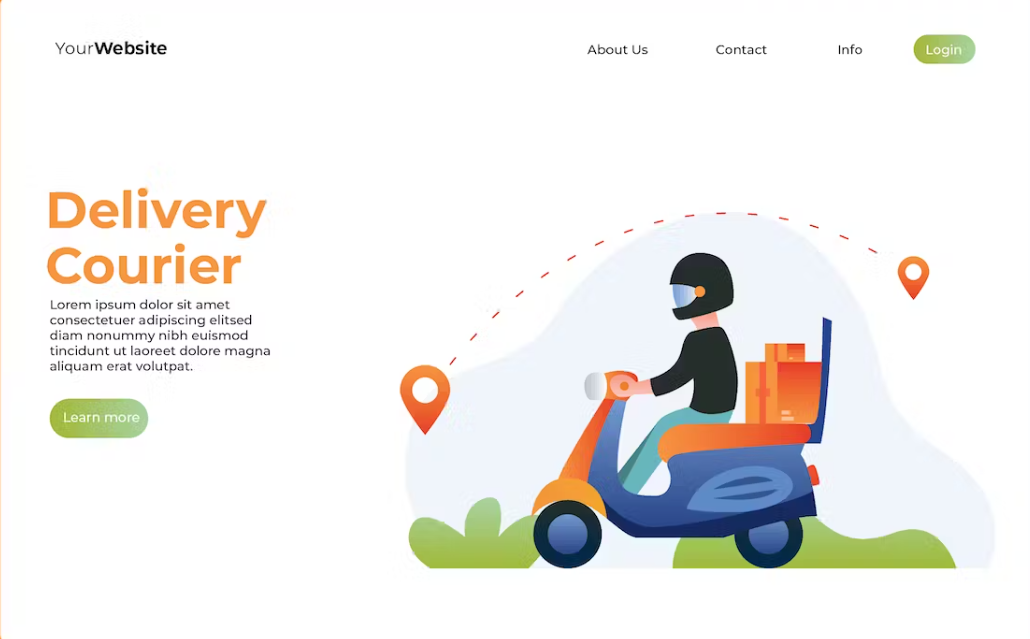 YourWebsite
About Us
Contact
Info
Login
Delivery
Courier
Lorem ipsum dolor sit amet
consectetuer adipiscing elitsed
diam nonummy nibh euismod
tincidunt ut laoreet dolore magna
aliquam erat volutpat.
Learn more